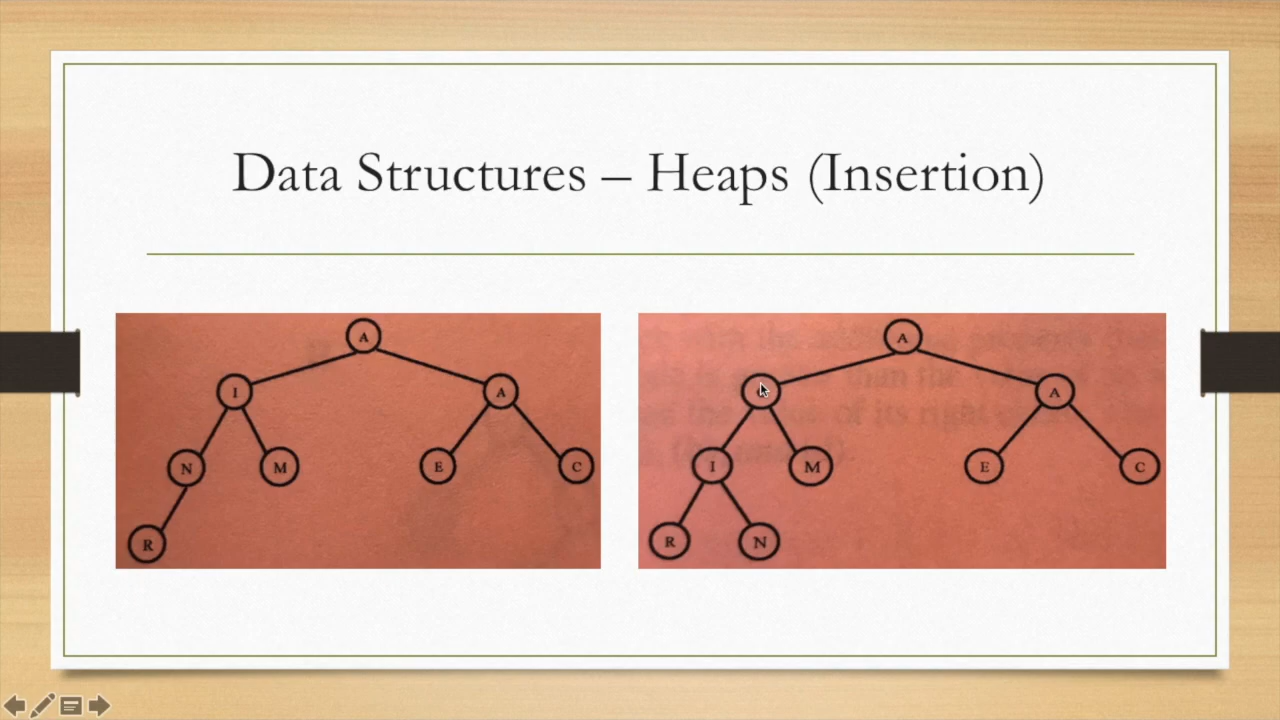 Data Structures – Heaps (Insertion)
A
I A
N M E C
R
A
A
I M E C
R N